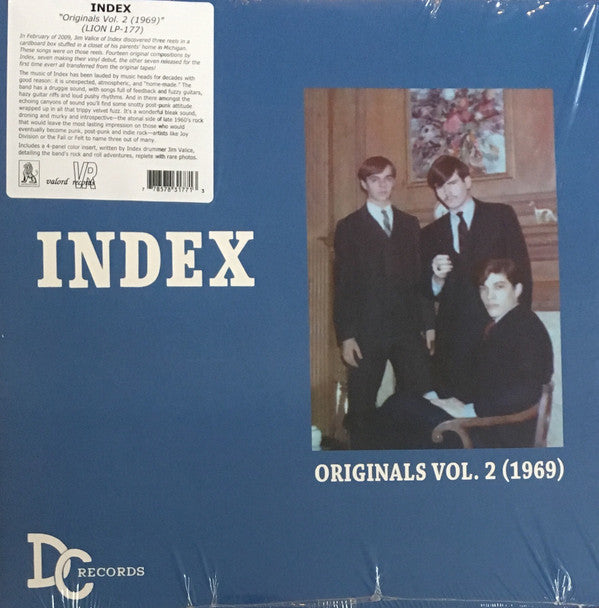 INDEX
"Originals Vol. 2 (1969)"
(LION LP-177)
In February of 2009, Jim Valice of Index discovered three reels in a
cardboard box stuffed in a closet of his parents' home in Michigan.
These songs were on those reels. Fourteen original compositions by
Index, seven making their vinyl debut, the other seven released for the
first time ever! all transferred from the original tapes!
The music of Index has been lauded by music heads for decades with
good reason: it is unexpected, atmospheric, and "home-made." The
band has a druggie sound, with songs full of feedback and fuzzy guitars,
hazy guitar riffs and loud pushy rhythms. And in there amongst the
echoing canyons of sound you'll find some snotty post-punk attitude
wrapped up in all that trippy velvet fuzz. It's a wonderful bleak sound,
droning and murky and introspective—the atonal side of late 1960's rock
that would leave the most lasting impression on those who would
eventually become punk, post-punk and indie rock—artists like Joy
Division or the Fall or Felt to name three out of many.
Includes a 4-panel color insert, written by Index drummer Jim Valice,
detailing the band's rock and roll adventures, replete with rare photos.
valord records
VR
7 78578 31771 3
INDEX
ORIGINALS VOL. 2 (1969)
DC RECORDS